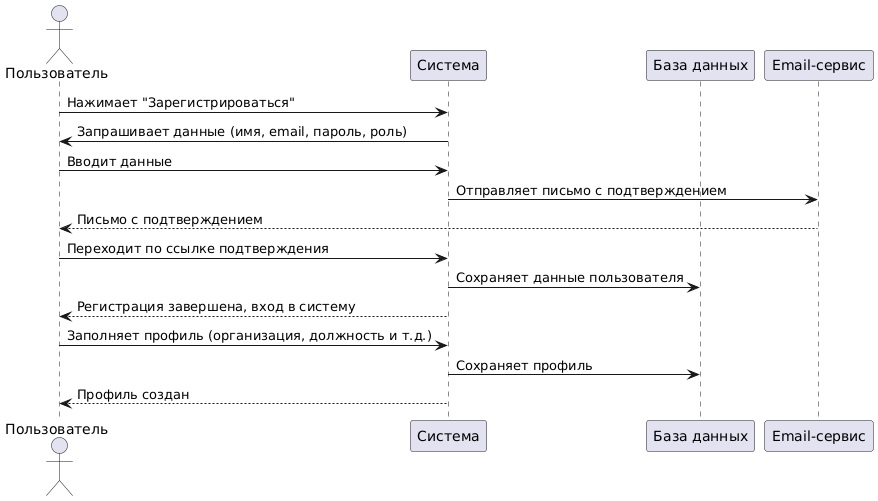 Пользователь
Система
База данных
Email-сервис
Нажимает "Зарегистрироваться"
Запрашивает данные (имя, email, пароль, роль)
Вводит данные
Отправляет письмо с подтверждением
Письмо с подтверждением
Переходит по ссылке подтверждения
Сохраняет данные пользователя
Регистрация завершена, вход в систему
Заполняет профиль (организация, должность и т.д.)
Сохраняет профиль
Профиль создан
Пользователь
Система
База данных
Email-сервис